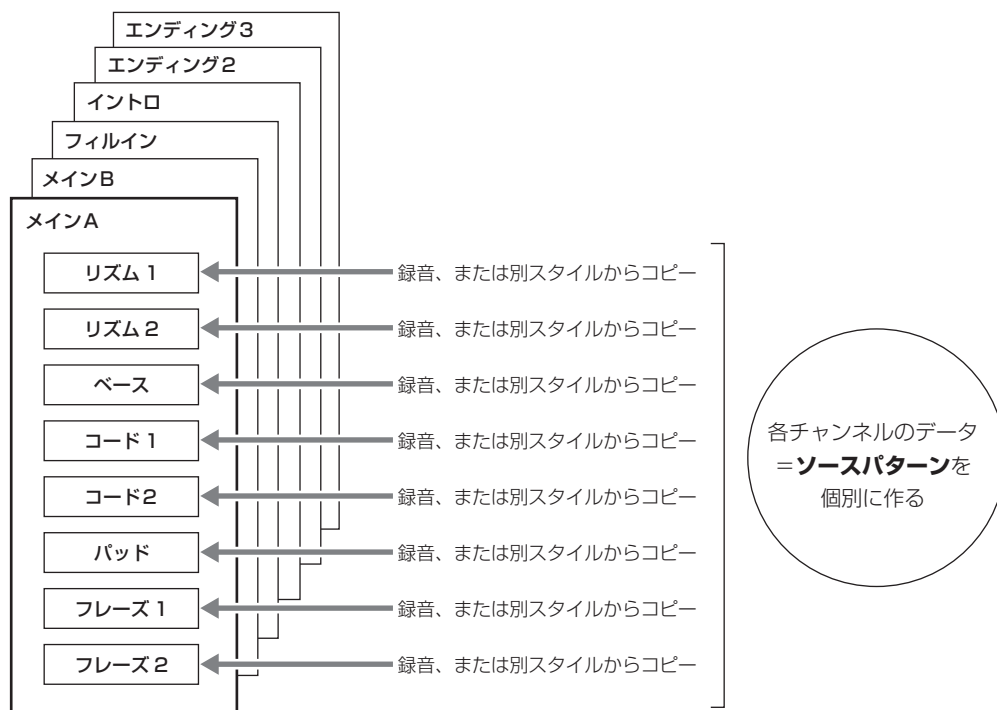 エンディング3
エンディング2
イントロ
フィルイン
メインB
メインA
リズム 1
録音、または別スタイルからコピー
リズム 2
録音、または別スタイルからコピー
ベース
録音、または別スタイルからコピー
コード 1
録音、または別スタイルからコピー
コード2
録音、または別スタイルからコピー
パッド
録音、または別スタイルからコピー
フレーズ 1
録音、または別スタイルからコピー
フレーズ 2
録音、または別スタイルからコピー
各チャンネルのデータ
=ソースパターンを
個別に作る